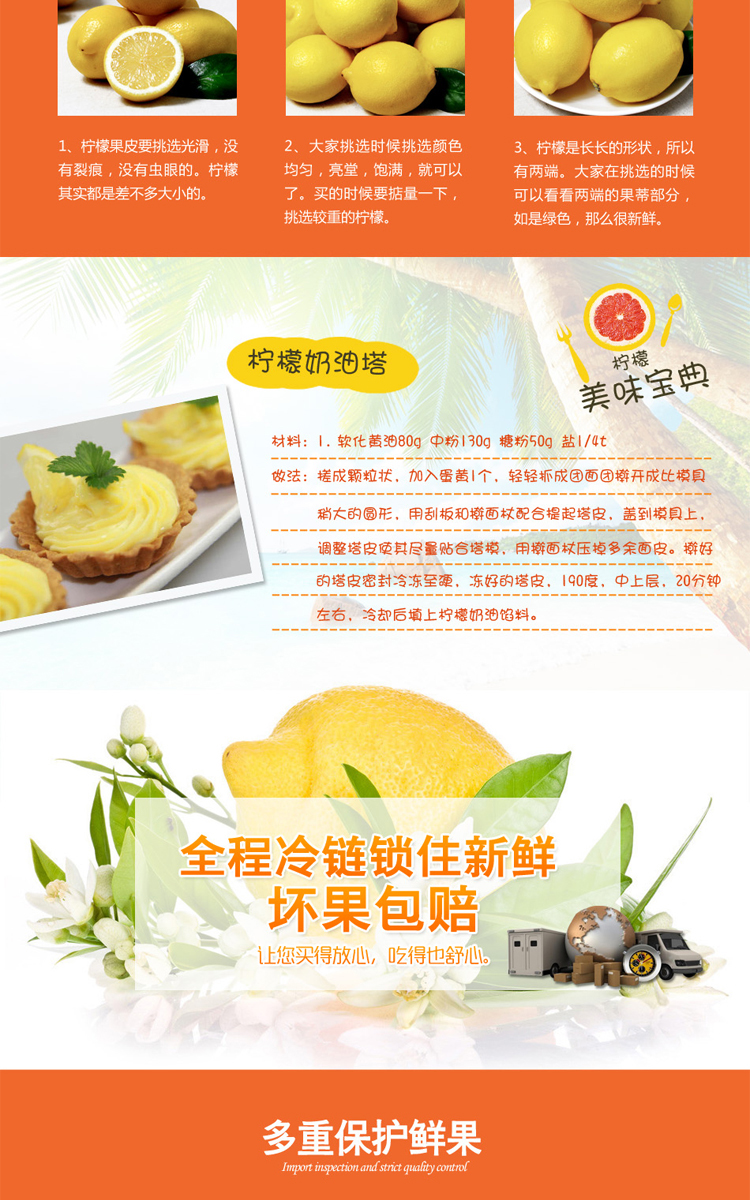 1、柠檬果皮要挑选光滑，没
有裂痕，没有虫眼的。柠檬
其实都是差不多大小的。
2、大家挑选时候挑选颜色
均匀，亮堂，饱满，就可以
了。买的时候要掂量一下，
挑选较重的柠檬。
3、柠檬是长长的形状，所以
有两端。大家在挑选的时候
可以看看两端的果蒂部分，
如是绿色，那么很新鲜。
柠檬
美味宝典
柠檬奶油塔
材料：1. 软化黄油80g 中粉130g 糖粉50g 盐1/4t
做法：搓成颗粒状，加入蛋黄1个，轻轻抓成团面团擀开成比模具
稍大的圆形，用刮板和擀面杖配合提起塔皮，盖到模具上，
调整塔皮使其尽量贴合塔模，用擀面杖压掉多余面皮。擀好
的塔皮密封冷冻至硬，冻好的塔皮，190度，中上层，20分钟
左右，冷却后填上柠檬奶油馅料。
全程冷链锁住新鲜
坏果包赔
让您买得放心，吃得也舒心。
多重保护鲜果
Import inspection and strict quality control